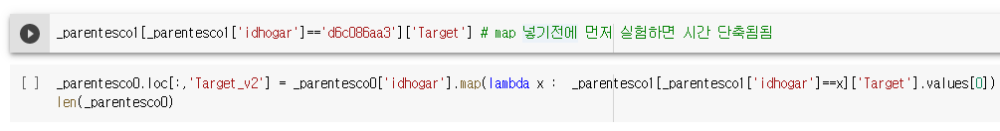 _parentesco1[_parentesco1['idhogar']=='d6c086aa3']['Target'] # map 넣기전에 먼저 실험하면 시간 단축됨됨
[ ] _parentesco0.loc[:,'Target_v2'] = _parentesco0['idhogar'].map(lambda x : _parentesco1[_parentesco1['idhogar']==x]['Target'].values[0])
len(_parentesco0)